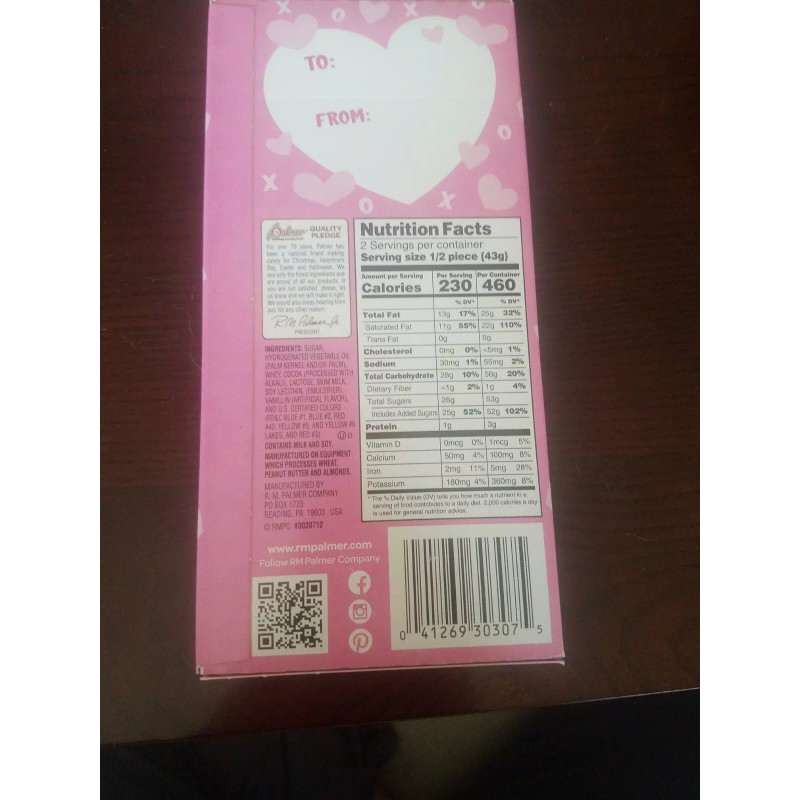 X O X
O
TO:
FROM:
O
X
O
X
Palmer QUALITY
PLEDGE
For over 75 years, Palmer has
been a national brand making
candy for Christmas, Valentine's
Day, Easter and Halloween. We
use only the finest ingredients and
are proud of all our products. If
you are not satisfied, please, let
us know and we will make it right.
We would also enjoy hearing from
you for any other reason.
R.M. Palmer, Jr.
PRESIDENT
INGREDIENTS: SUGAR,
HYDROGENATED VEGETABLE OIL
(PALM KERNEL AND/OR PALM),
WHEY, COCOA (PROCESSED WITH
ALKALI), LACTOSE, SKIM MILK,
SOY LECITHIN, (EMULSIFIER),
VANILLIN (ARTIFICIAL FLAVOR),
AND U.S. CERTIFIED COLORS
(FD&C BLUE #1, BLUE #2, RED
#40, YELLOW #5, AND YELLOW #6
LAKES, AND RED #3) U D
CONTAINS MILK AND SOY.
MANUFACTURED ON EQUIPMENT
WHICH PROCESSES WHEAT,
PEANUT BUTTER AND ALMONDS.
MANUFACTURED BY
R. M. PALMER COMPANY
PO BOX 1723
READING, PA 19603 USA
© RMPC #3030712
Nutrition Facts
2 Servings per container
Serving size 1/2 piece (43g)
Amount per Serving Per Serving Per Container
Calories 230 460
% DV* % DV*
Total Fat 13g 17% 25g 32%
Saturated Fat 11g 55% 22g 110%
Trans Fat 0g 0g
Cholesterol 0mg 0% <5mg 1%
Sodium 30mg 1% 55mg 2%
Total Carbohydrate 28g 10% 56g 20%
Dietary Fiber <1g 2% 1g 4%
Total Sugars 26g 53g
Includes Added Sugars 25g 52% 52g 102%
Protein 1g 3g
Vitamin D 0mcg 0% 1mcg 5%
Calcium 50mg 4% 100mg 8%
Iron 2mg 11% 5mg 28%
Potassium 180mg 4% 360mg 8%
* The % Daily Value (DV) tells you how much a nutrient in a
serving of food contributes to a daily diet. 2,000 calories a day
is used for general nutrition advice.
www.rmpalmer.com
Follow RM Palmer Company
0 41269 30307 5